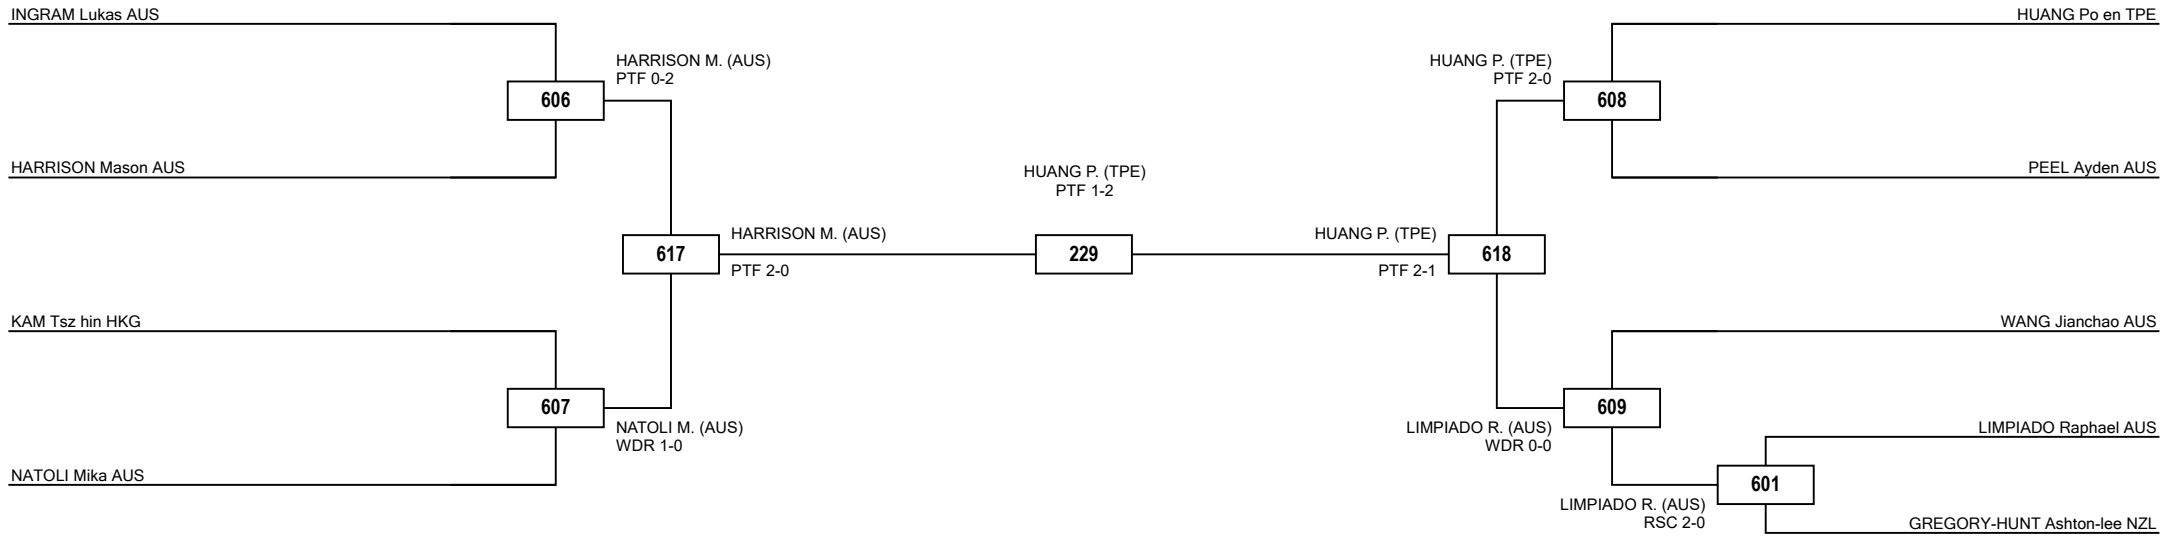 INGRAM Lukas AUS
HUANG Po en TPE
HARRISON M. (AUS)
PTF 0-2
HUANG P. (TPE)
PTF 2-0
606
608
HARRISON Mason AUS
PEEL Ayden AUS
HUANG P. (TPE)
PTF 1-2
HARRISON M. (AUS)
HUANG P. (TPE)
617
229
618
PTF 2-0
PTF 2-1
KAM Tsz hin HKG
WANG Jianchao AUS
607
609
NATOLI M. (AUS)
WDR 1-0
LIMPIADO R. (AUS)
WDR 0-0
LIMPIADO Raphael AUS
NATOLI Mika AUS
601
LIMPIADO R. (AUS)
RSC 2-0
GREGORY-HUNT Ashton-lee NZL